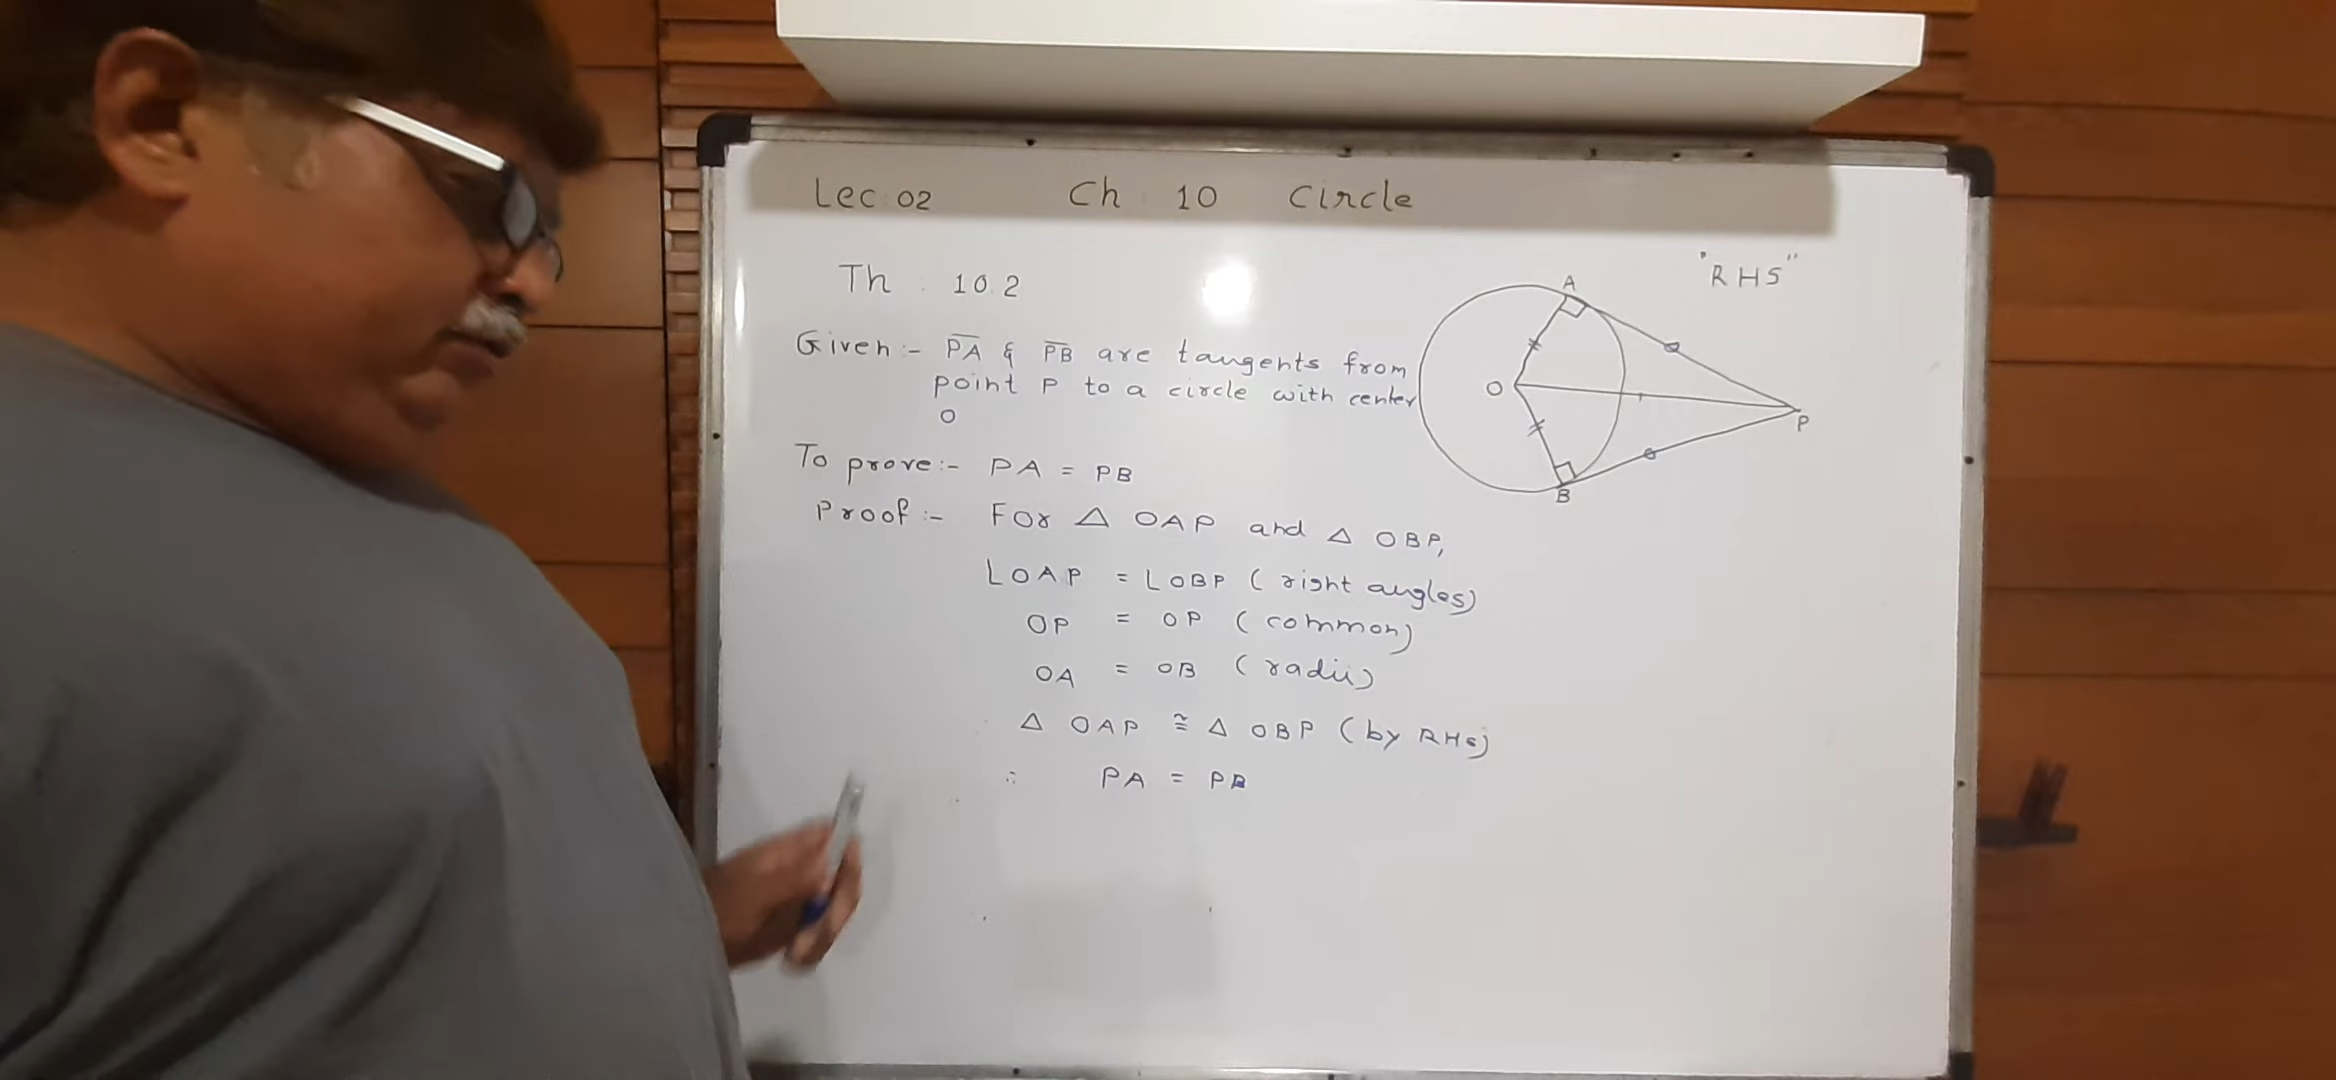 Lec 02 Ch 10 Circle
Th. 10.2
"RHS"
Given :- PA & PB are tangents from
point P to a circle with center
O
To prove :- PA = PB
Proof :- For △ OAP and △ OBP,
∠OAP = ∠OBP (right angles)
OP = OP (common)
OA = OB (radii)
△ OAP ≅ △ OBP (by RHS)
∴ PA = PB
A
O
P
B